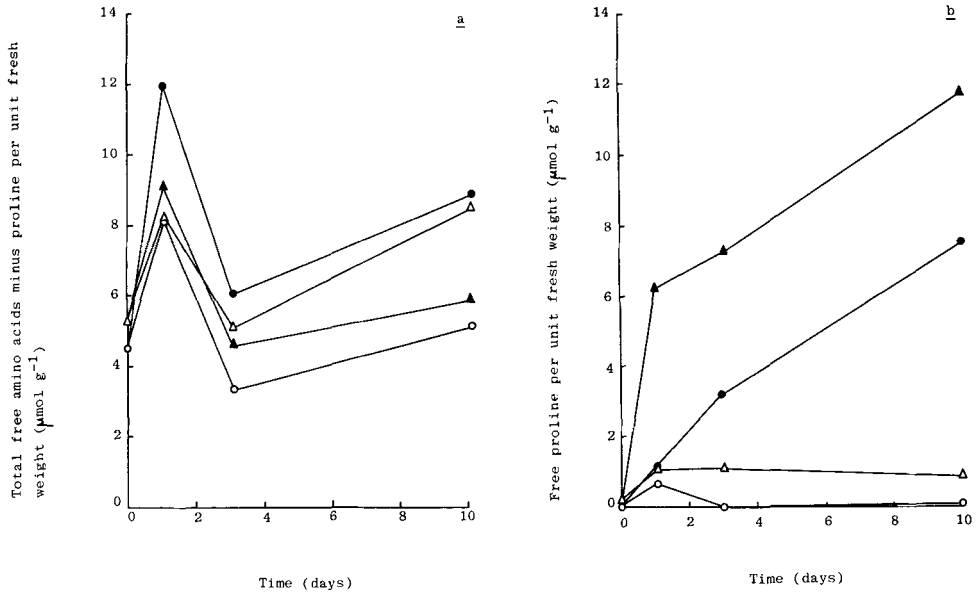 a
Total free amino acids minus proline per unit fresh
weight (μmol g⁻¹)
14
12
10
8
6
4
2
0
0 2 4 6 8 10
Time (days)
b
Free proline per unit fresh weight (μmol g⁻¹)
14
12
10
8
6
4
2
0
0 2 4 6 8 10
Time (days)